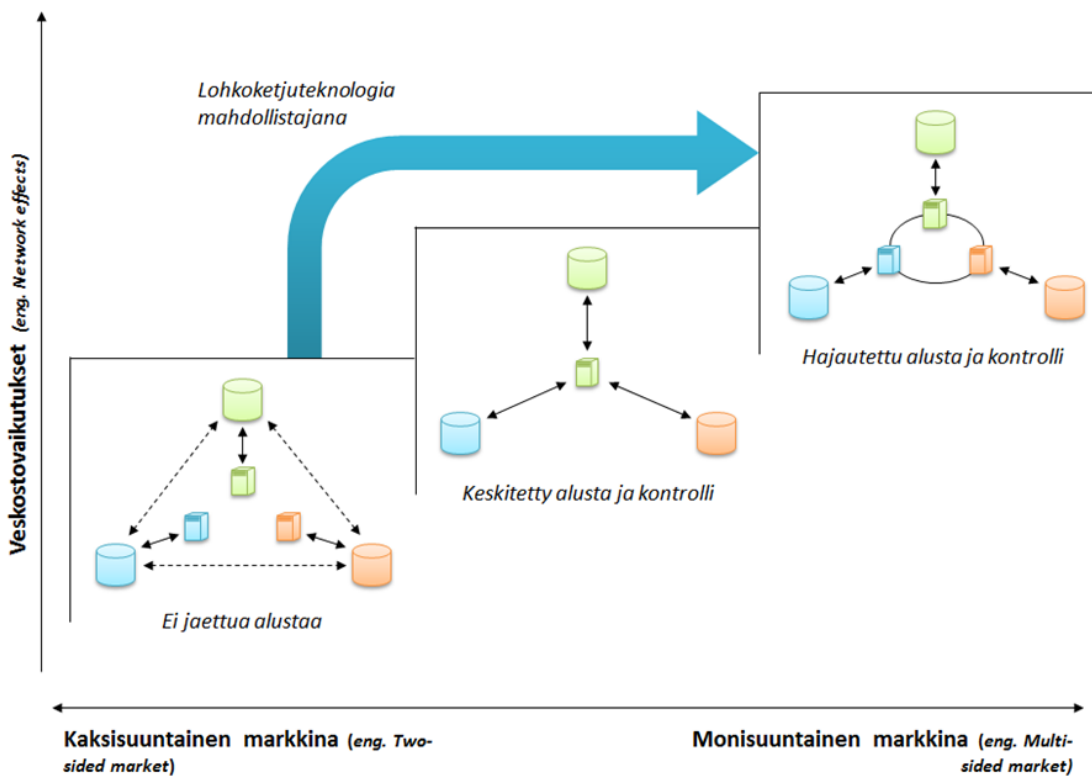 Lohkoketjuteknologia
mahdollistajana
Hajautettu alusta ja kontrolli
Keskitetty alusta ja kontrolli
Ei jaettua alustaa
Veskostovaikutukset (eng. Network effects)
Kaksisuuntainen markkina (eng. Two-
sided market)
Monisuuntainen markkina (eng. Multi-
sided market)